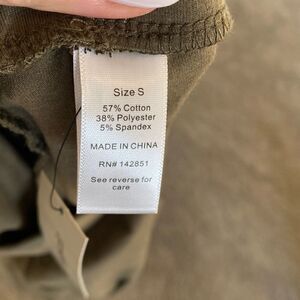 Size S
57% Cotton
38% Polyester
5% Spandex
MADE IN CHINA
RN# 142851
See reverse for
care